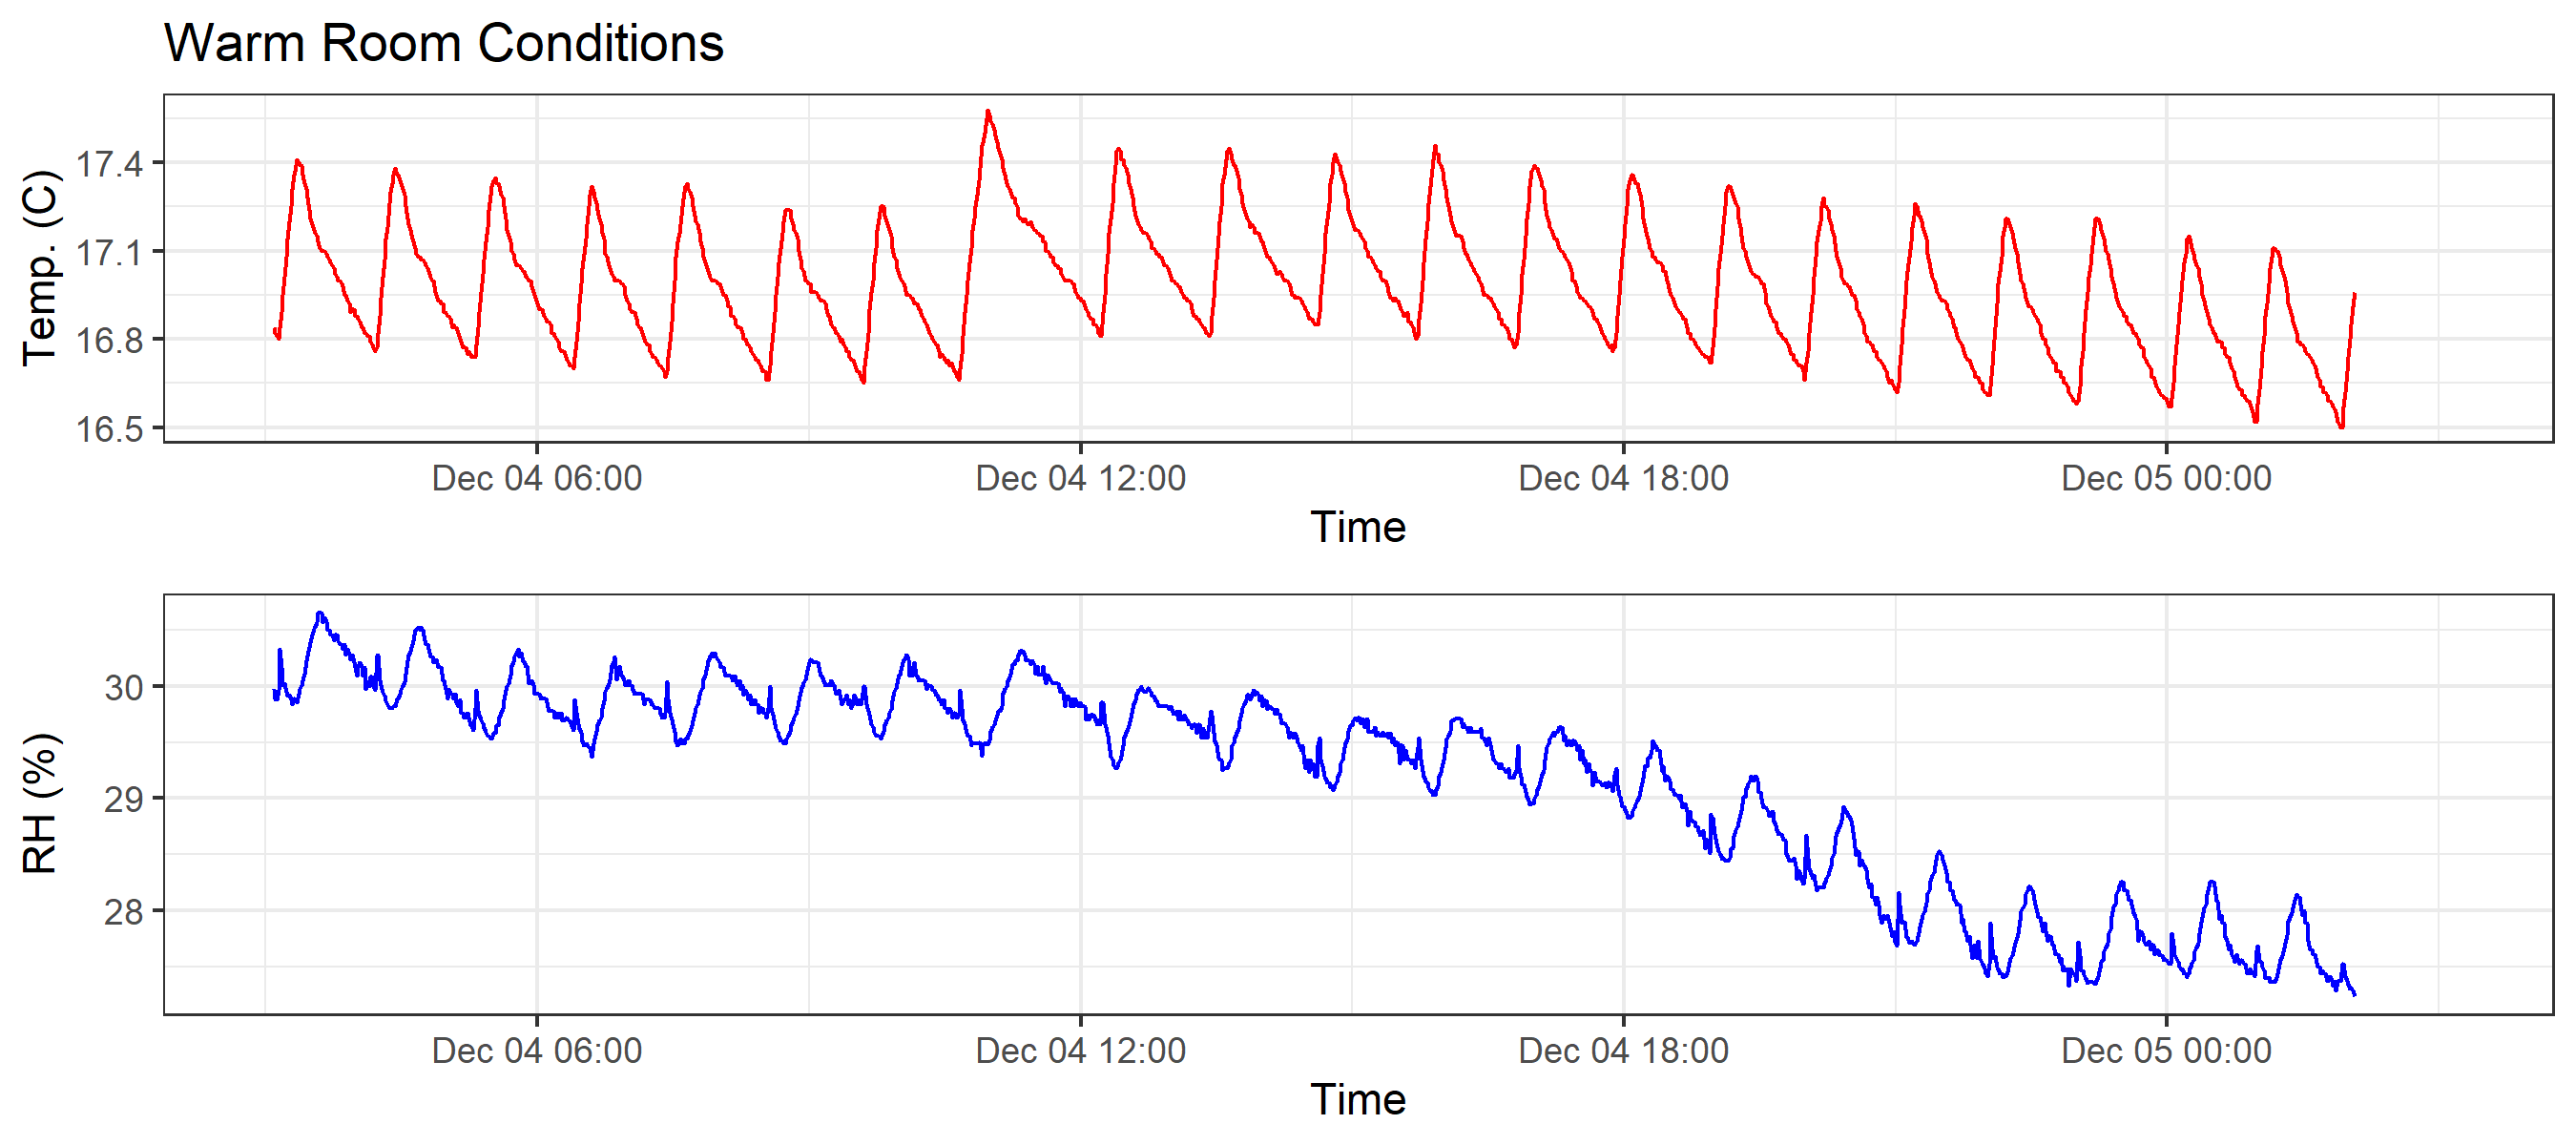 Warm Room Conditions
Temp. (C)
17.4
17.1
16.8
16.5
Dec 04 06:00 Dec 04 12:00 Dec 04 18:00 Dec 05 00:00
Time
RH (%)
30
29
28
Dec 04 06:00 Dec 04 12:00 Dec 04 18:00 Dec 05 00:00
Time